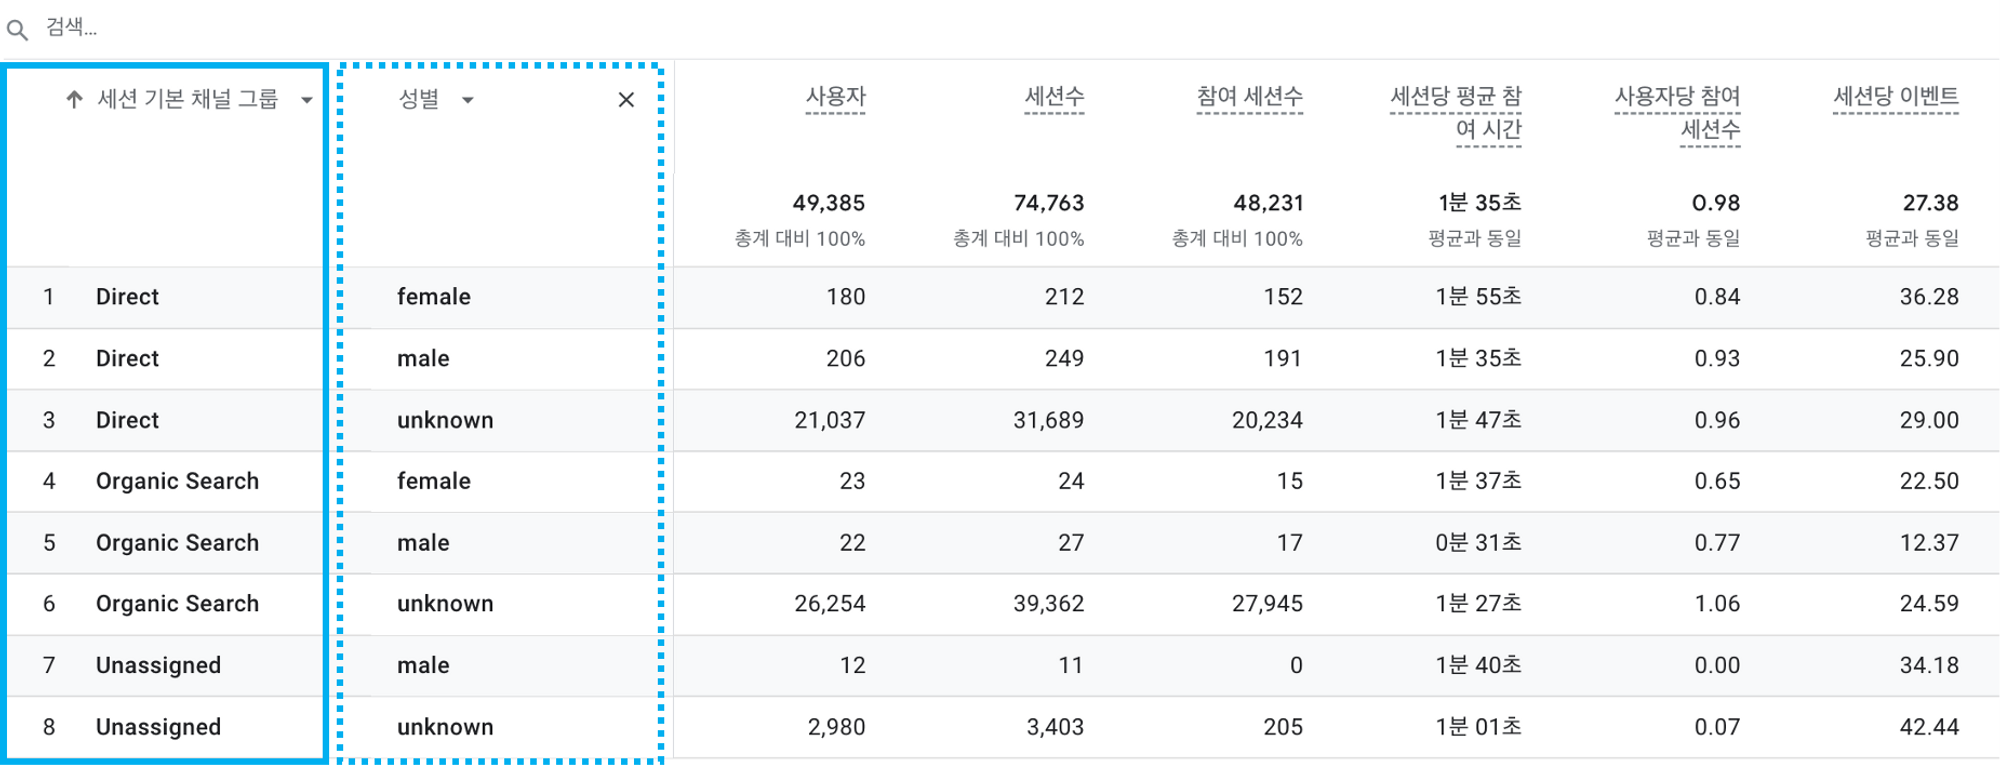 검색...
세션 기본 채널 그룹 성별 사용자 세션수 참여 세션수 세션당 평균 참여 시간 사용자당 참여 세션수 세션당 이벤트
49,385 74,763 48,231 1분 35초 0.98 27.38
총계 대비 100% 총계 대비 100% 총계 대비 100% 평균과 동일 평균과 동일 평균과 동일
1 Direct female 180 212 152 1분 55초 0.84 36.28
2 Direct male 206 249 191 1분 35초 0.93 25.90
3 Direct unknown 21,037 31,689 20,234 1분 47초 0.96 29.00
4 Organic Search female 23 24 15 1분 37초 0.65 22.50
5 Organic Search male 22 27 17 0분 31초 0.77 12.37
6 Organic Search unknown 26,254 39,362 27,945 1분 27초 1.06 24.59
7 Unassigned male 12 11 0 1분 40초 0.00 34.18
8 Unassigned unknown 2,980 3,403 205 1분 01초 0.07 42.44